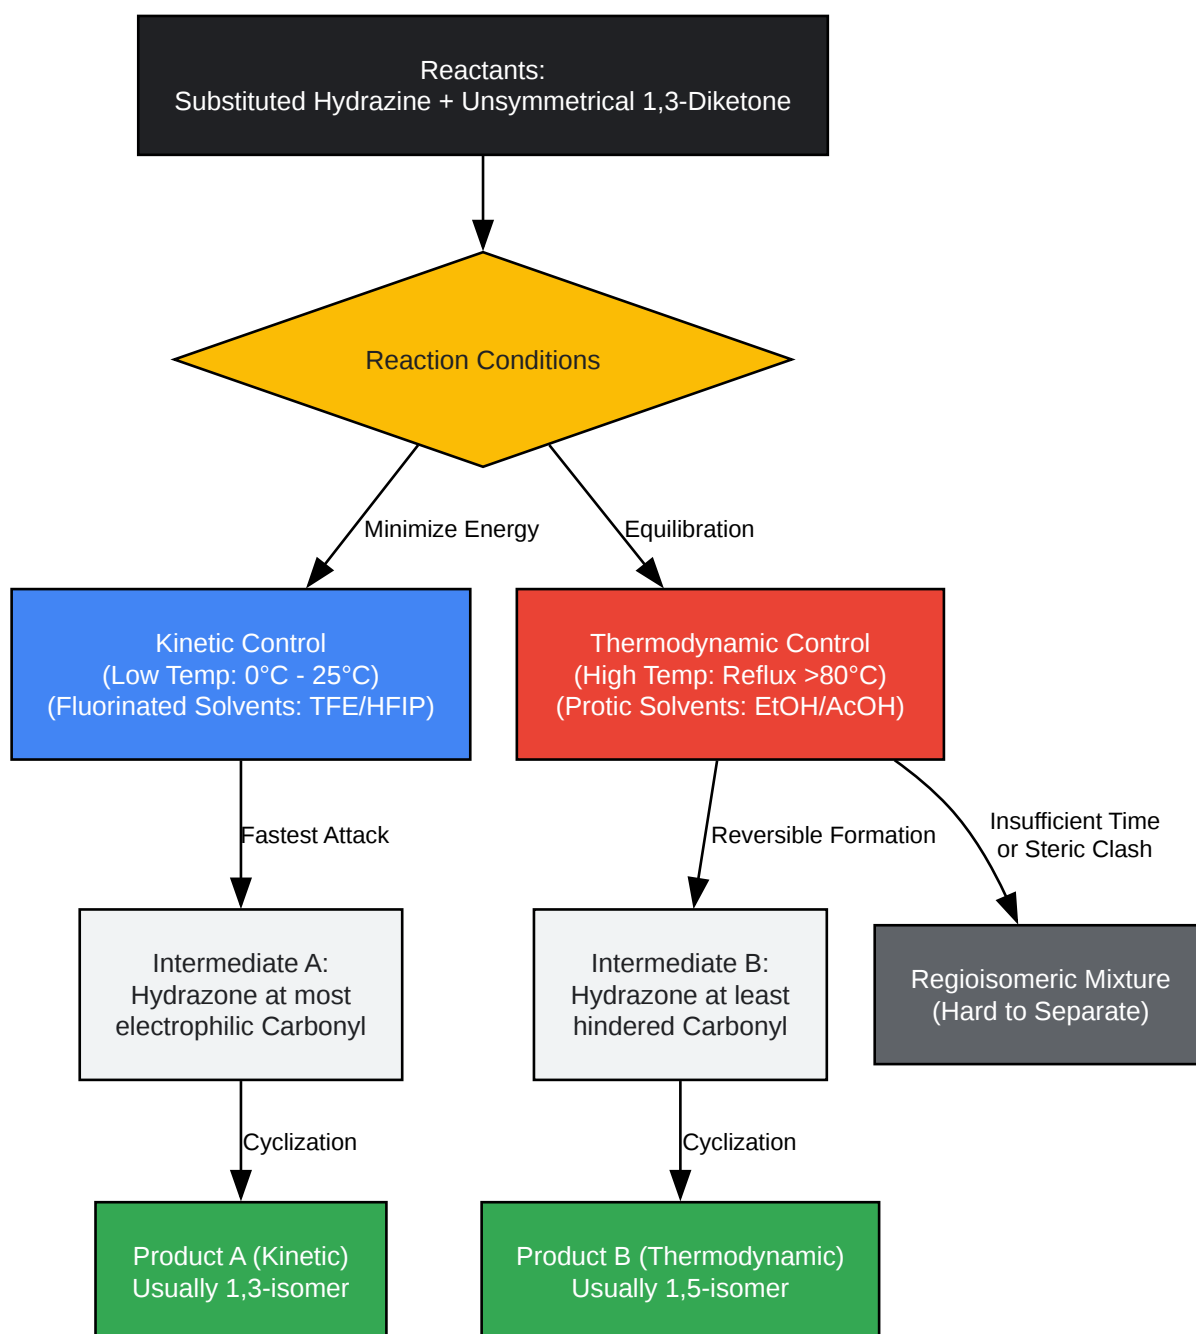 Reactants:
Substituted Hydrazine + Unsymmetrical 1,3-Diketone
Reaction Conditions
Minimize Energy
Equilibration
Kinetic Control
(Low Temp: 0°C - 25°C)
(Fluorinated Solvents: TFE/HFIP)
Thermodynamic Control
(High Temp: Reflux >80°C)
(Protic Solvents: EtOH/AcOH)
Fastest Attack
Reversible Formation
Insufficient Time
or Steric Clash
Intermediate A:
Hydrazone at most
electrophilic Carbonyl
Intermediate B:
Hydrazone at least
hindered Carbonyl
Regioisomeric Mixture
(Hard to Separate)
Cyclization
Cyclization
Product A (Kinetic)
Usually 1,3-isomer
Product B (Thermodynamic)
Usually 1,5-isomer